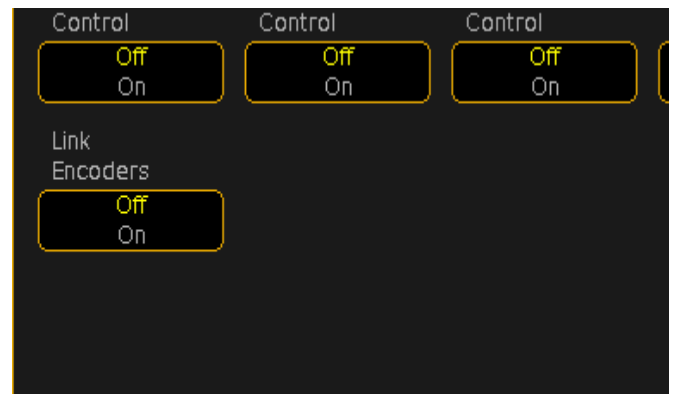 Control Control Control
Off Off Off
On On On
Link
Encoders
Off
On